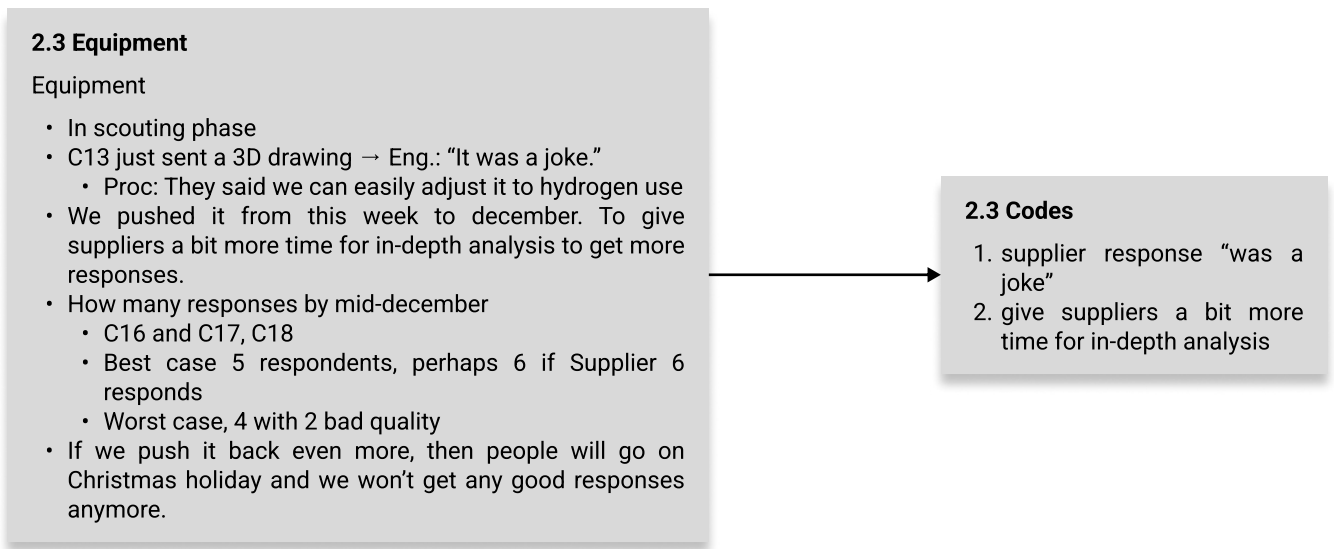 2.3 Equipment
Equipment
• In scouting phase
• C13 just sent a 3D drawing → Eng.: “It was a joke.”
• Proc: They said we can easily adjust it to hydrogen use
• We pushed it from this week to december. To give
suppliers a bit more time for in-depth analysis to get more
responses.
• How many responses by mid-december
• C16 and C17, C18
• Best case 5 respondents, perhaps 6 if Supplier 6
responds
• Worst case, 4 with 2 bad quality
• If we push it back even more, then people will go on
Christmas holiday and we won’t get any good responses
anymore.
2.3 Codes
1. supplier response “was a
joke”
2. give suppliers a bit more
time for in-depth analysis